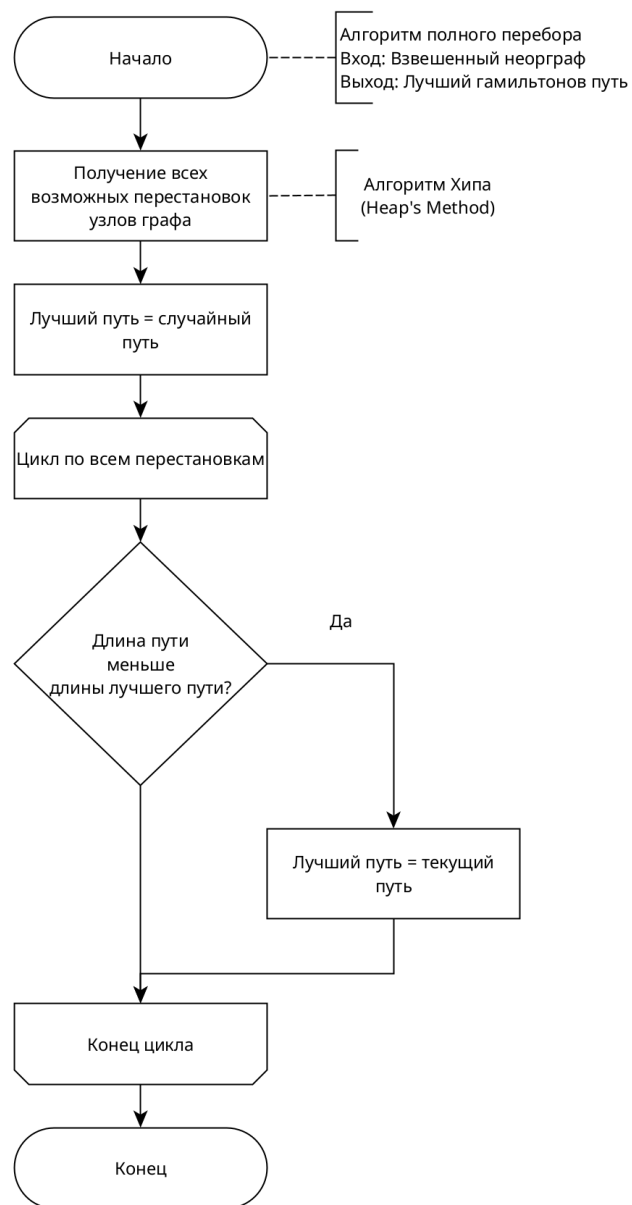 Начало
Алгоритм полного перебора
Вход: Взвешенный неорграф
Выход: Лучший гамильтонов путь
Получение всех
возможных перестановок
узлов графа
Алгоритм Хипа
(Heap's Method)
Лучший путь = случайный
путь
Цикл по всем перестановкам
Длина пути
меньше
длины лучшего пути?
Да
Лучший путь = текущий
путь
Конец цикла
Конец